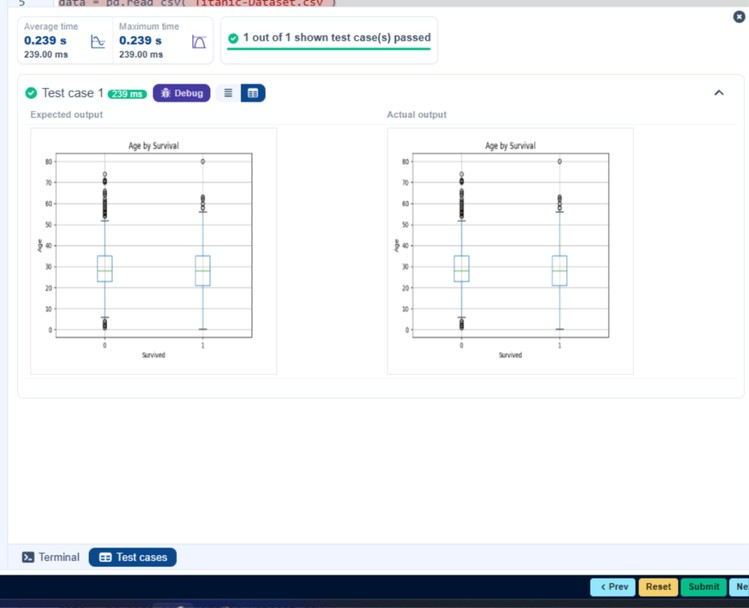 5 data = pd.read_csv('Titanic-Dataset.csv')
Average time
0.239 s
239.00 ms
Maximum time
0.239 s
239.00 ms
1 out of 1 shown test case(s) passed
Test case 1 239 ms Debug
Expected output
Actual output
Age by Survival
80
70
60
50
40
30
20
10
0
Age
0 1
Survived
Age by Survival
80
70
60
50
40
30
20
10
0
Age
0 1
Survived
Terminal Test cases
< Prev Reset Submit Ne